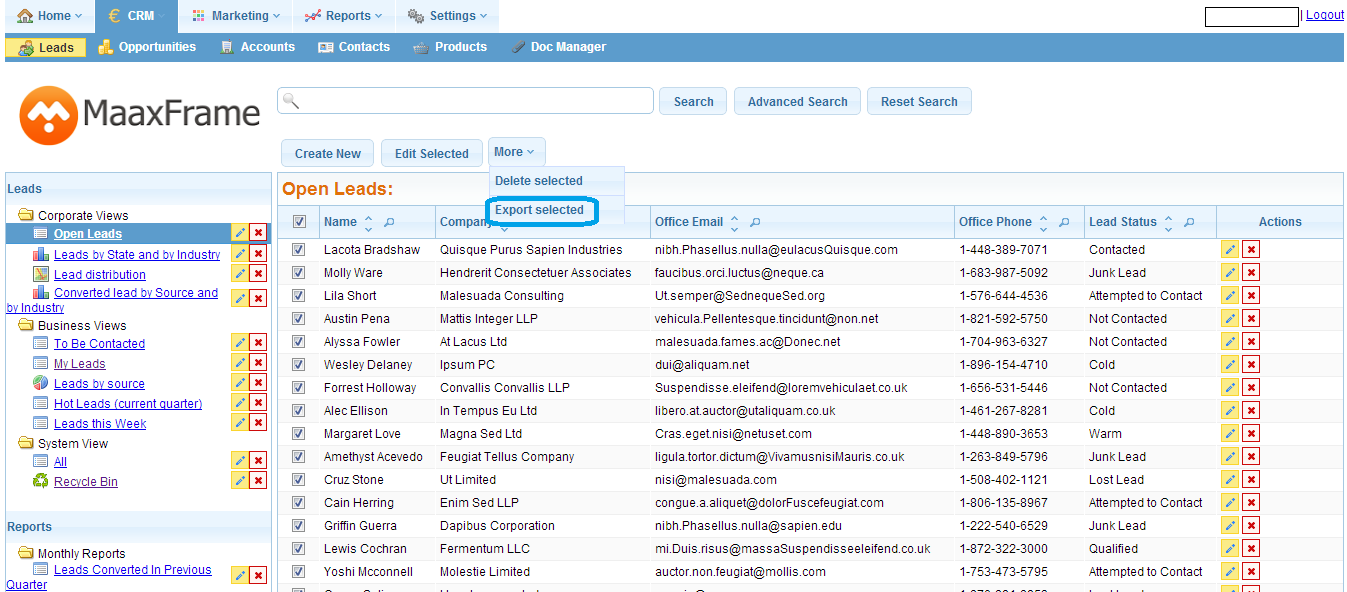 Home CRM Marketing Reports Settings | Logout
Leads Opportunities Accounts Contacts Products Doc Manager
MaaxFrame
Search Advanced Search Reset Search
Create New Edit Selected More
Delete selected
Export selected
Leads
Corporate Views
Open Leads
Leads by State and by Industry
Lead distribution
Converted lead by Source and
by Industry
Business Views
To Be Contacted
My Leads
Leads by source
Hot Leads (current quarter)
Leads this Week
System View
All
Recycle Bin
Reports
Monthly Reports
Leads Converted In Previous
Quarter
Open Leads:
Name Company Office Email Office Phone Lead Status Actions
Lacota Bradshaw Quisque Purus Sapien Industries nibh.Phasellus.nulla@eulacusQuisque.com 1-448-389-7071 Contacted
Molly Ware Hendrerit Consectetuer Associates faucibus.orci.luctus@neque.ca 1-683-987-5092 Junk Lead
Lila Short Malesuada Consulting Ut.semper@SednequeSed.org 1-576-644-4536 Attempted to Contact
Austin Pena Mattis Integer LLP vehicula.Pellentesque.tincidunt@non.net 1-821-592-5750 Not Contacted
Alyssa Fowler At Lacus Ltd malesuada.fames.ac@Donec.net 1-704-963-6327 Not Contacted
Wesley Delaney Ipsum PC dui@aliquam.net 1-896-154-4710 Cold
Forrest Holloway Convallis Convallis LLP Suspendisse.eleifend@loremvehiculaet.co.uk 1-656-531-5446 Not Contacted
Alec Ellison In Tempus Eu Ltd libero.at.auctor@utaliquam.co.uk 1-461-267-8281 Cold
Margaret Love Magna Sed Ltd Cras.eget.nisi@netuset.com 1-448-890-3653 Warm
Amethyst Acevedo Feugiat Tellus Company ligula.tortor.dictum@VivamusnisiMauris.co.uk 1-263-849-5796 Junk Lead
Cruz Stone Ut Limited nisi@malesuada.com 1-508-402-1121 Lost Lead
Cain Herring Enim Sed LLP congue.a.aliquet@dolorFuscefeugiat.com 1-806-135-8967 Attempted to Contact
Griffin Guerra Dapibus Corporation nibh.Phasellus.nulla@sapien.edu 1-222-540-6529 Junk Lead
Lewis Cochran Fermentum LLC mi.Duis.risus@massaSuspendisseeleifend.co.uk 1-872-322-3000 Qualified
Yoshi Mcconnell Molestie Limited auctor.non.feugiat@mollis.com 1-753-473-5795 Attempted to Contact